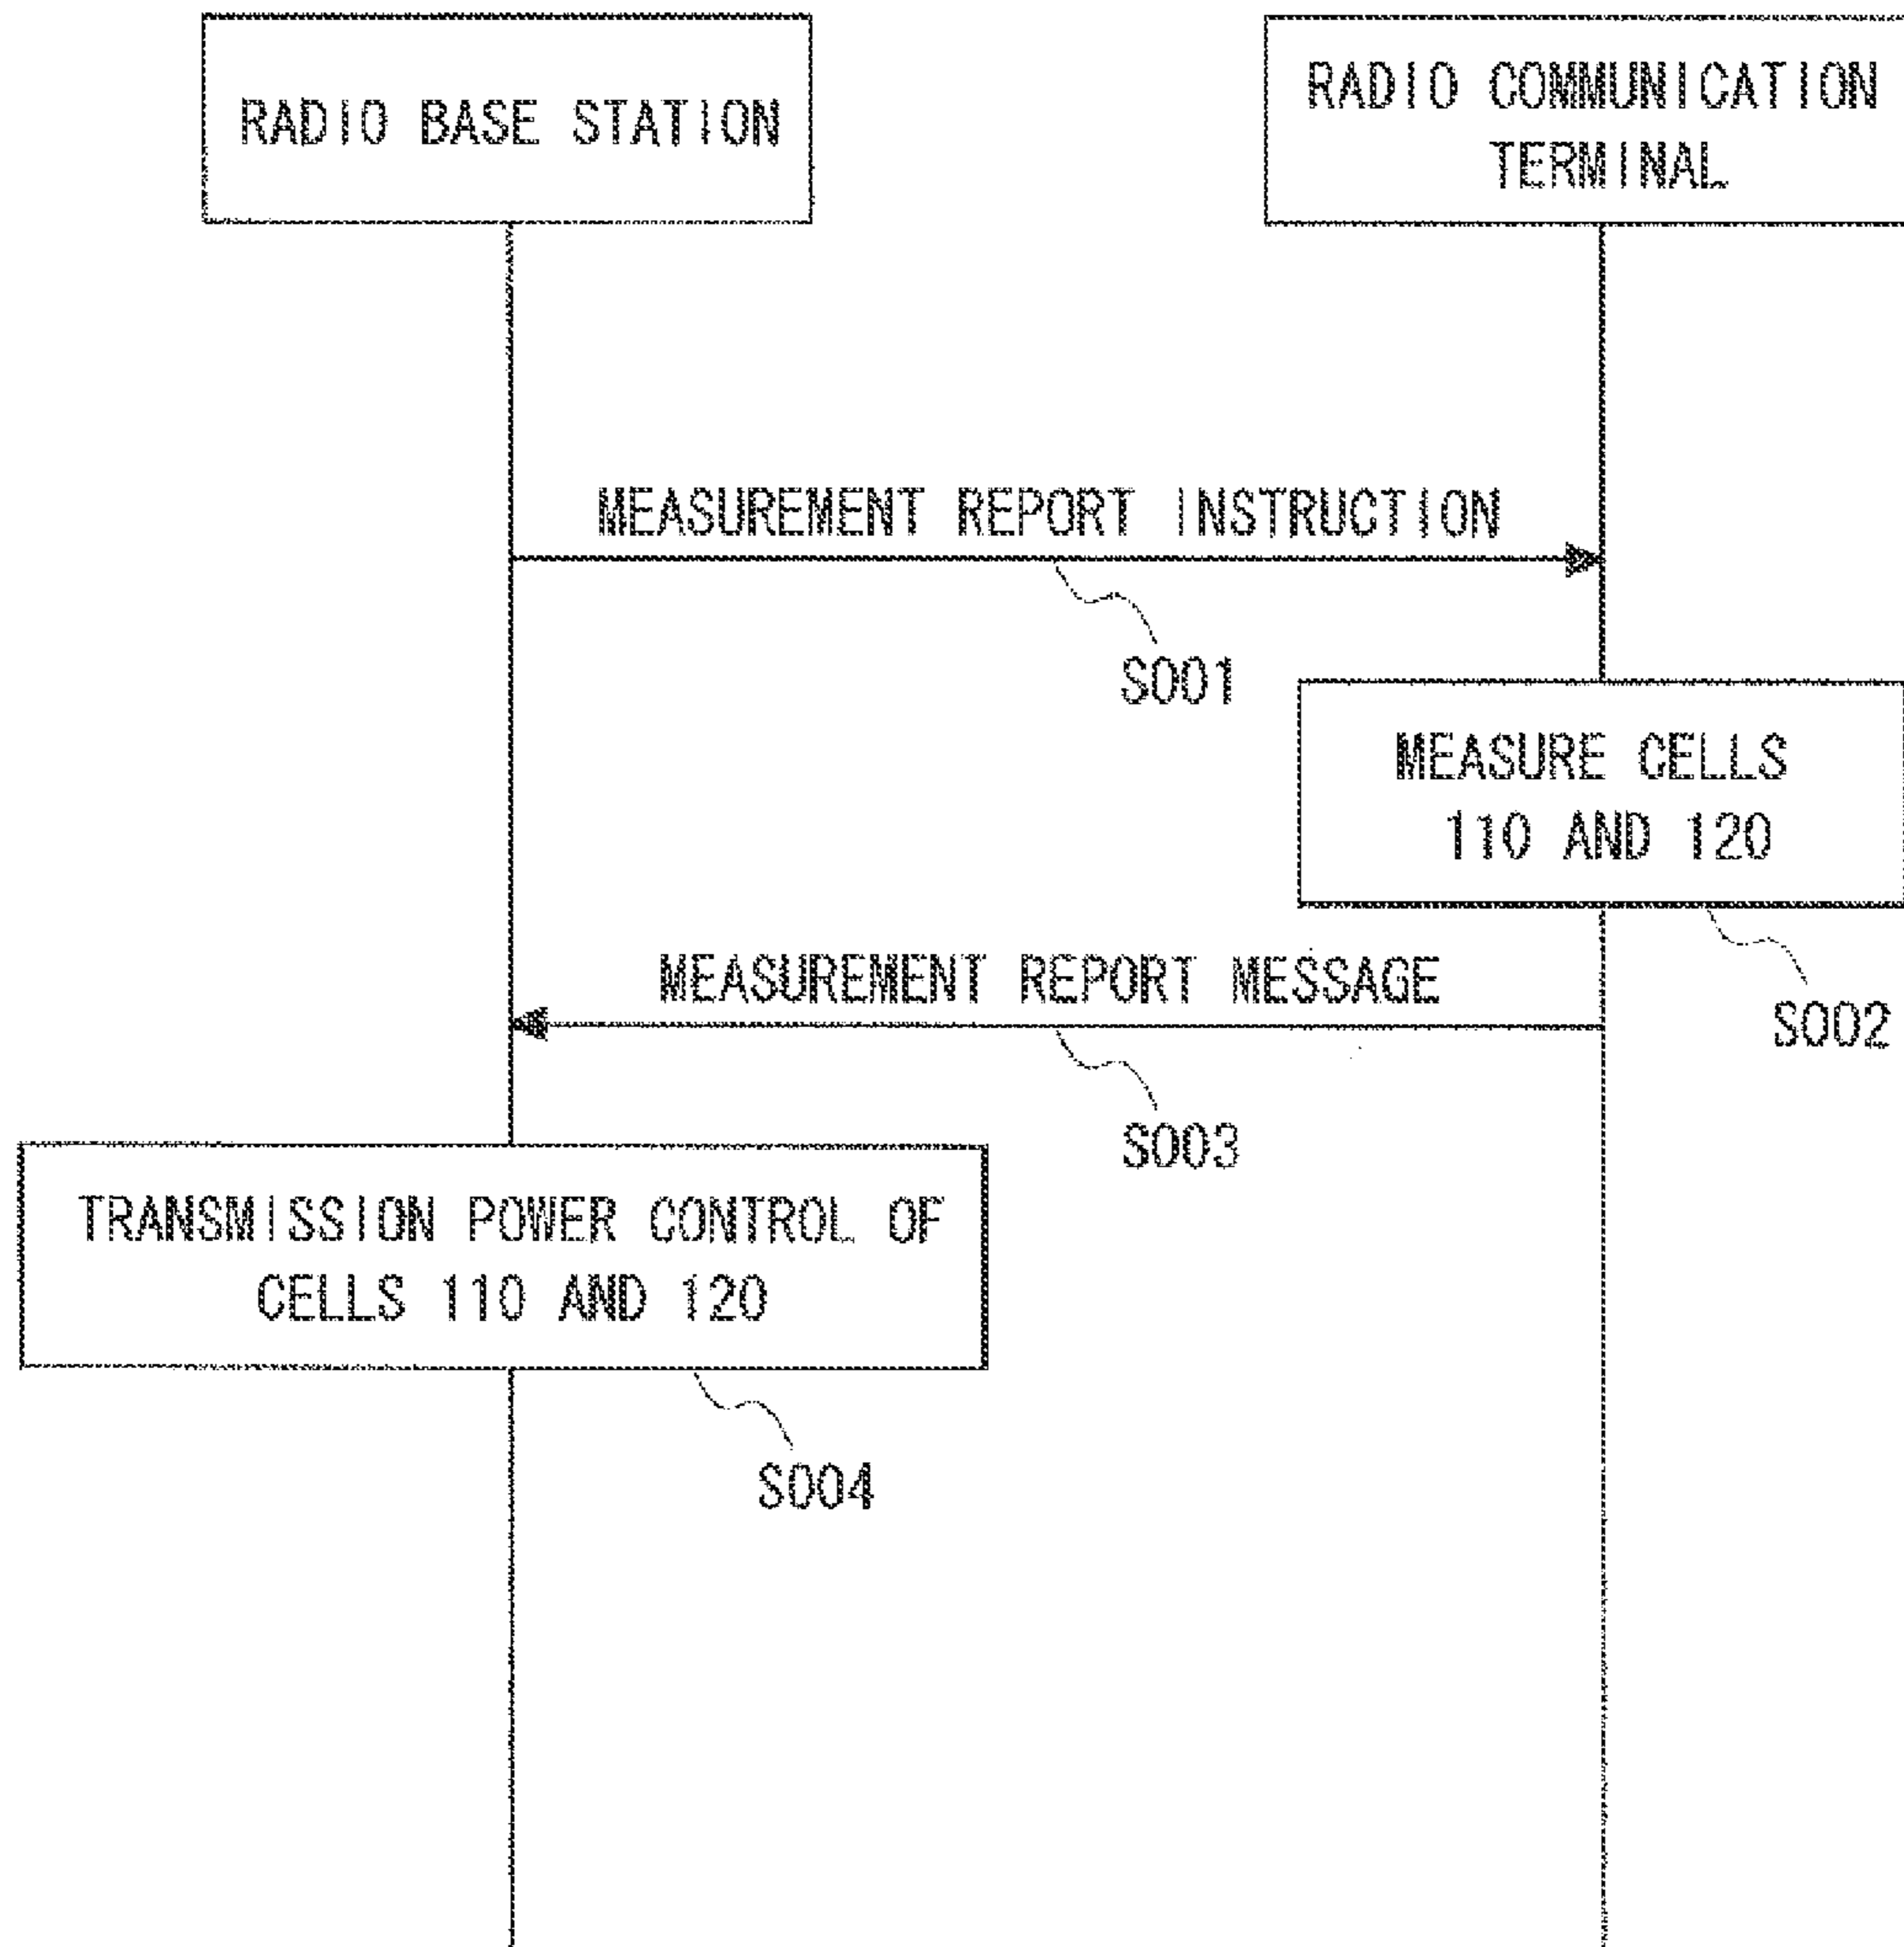 RADIO BASE STATION
RADIO COMMUNICATION
TERMINAL
MEASUREMENT REPORT INSTRUCTION
S001
MEASURE CELLS
110 AND 120
S002
MEASUREMENT REPORT MESSAGE
S003
TRANSMISSION POWER CONTROL OF
CELLS 110 AND 120
S004